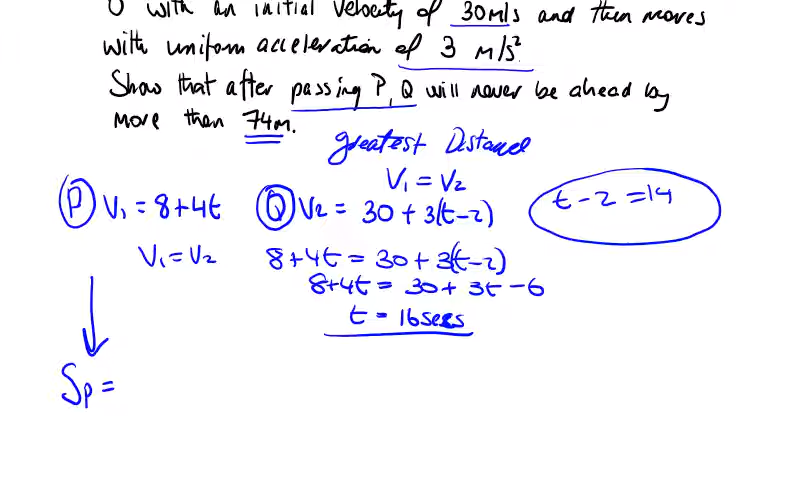 O with an initial velocity of 30m/s and then moves
with uniform acceleration of 3 m/s².
Show that after passing P, Q will never be ahead by
more than 74m.
greatest Distance
V₁ = V₂
P V₁ = 8+4t Q V₂ = 30 + 3(t-2) t - 2 = 14
V₁ = V₂ 8+4t = 30 + 3(t-2)
8+4t = 30 + 3t - 6
t = 16secs
Sp =